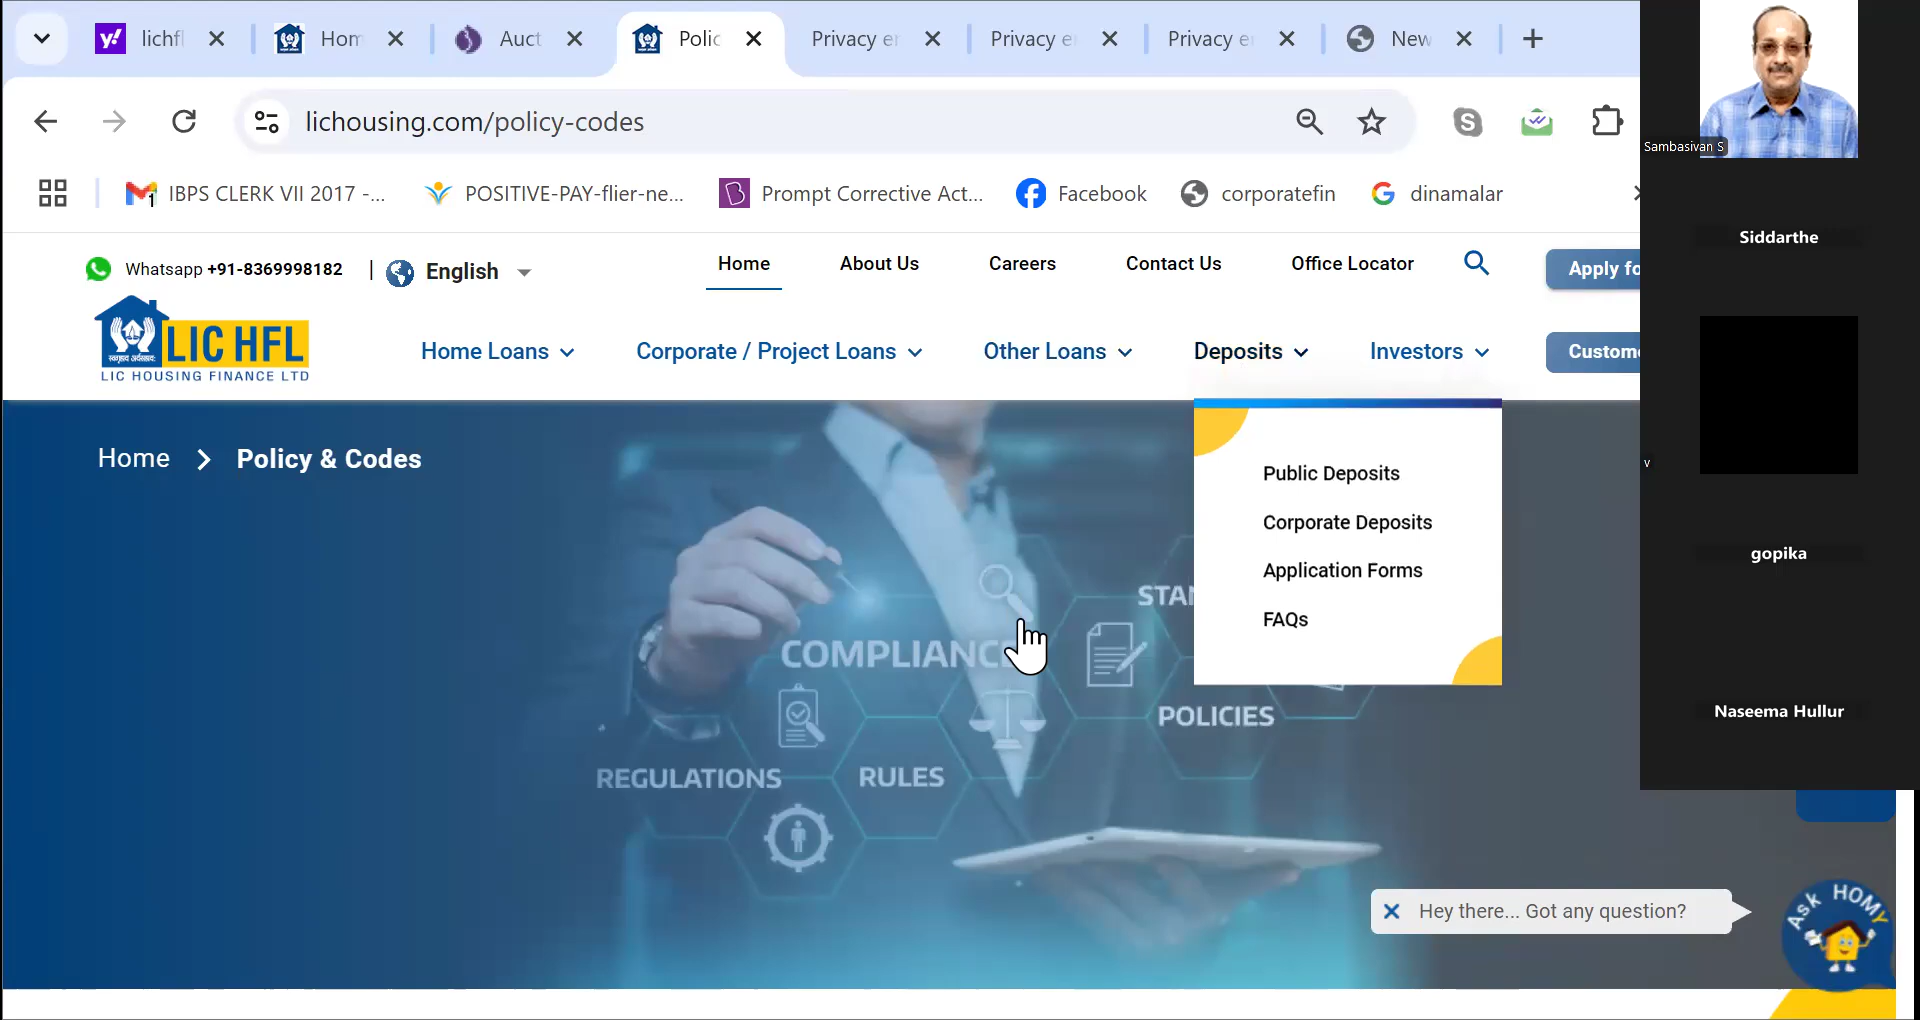 lichfl
Hom
Auct
Polic
Privacy er
Privacy e
Privacy e
New
lichousing.com/policy-codes
IBPS CLERK VII 2017 -...
POSITIVE-PAY-flier-ne...
Prompt Corrective Act...
Facebook
corporatefin
dinamalar
Whatsapp +91-8369998182 |
English
Home
About Us
Careers
Contact Us
Office Locator
Apply fo
LIC HFL
LIC HOUSING FINANCE LTD
Home Loans
Corporate / Project Loans
Other Loans
Deposits
Investors
Custome
Home > Policy & Codes
Public Deposits
Corporate Deposits
Application Forms
FAQs
STAN
COMPLIANCE
POLICIES
REGULATIONS
RULES
Hey there... Got any question?
ASK HOMY
Sambasivan S
Siddarthe
v
gopika
Naseema Hullur